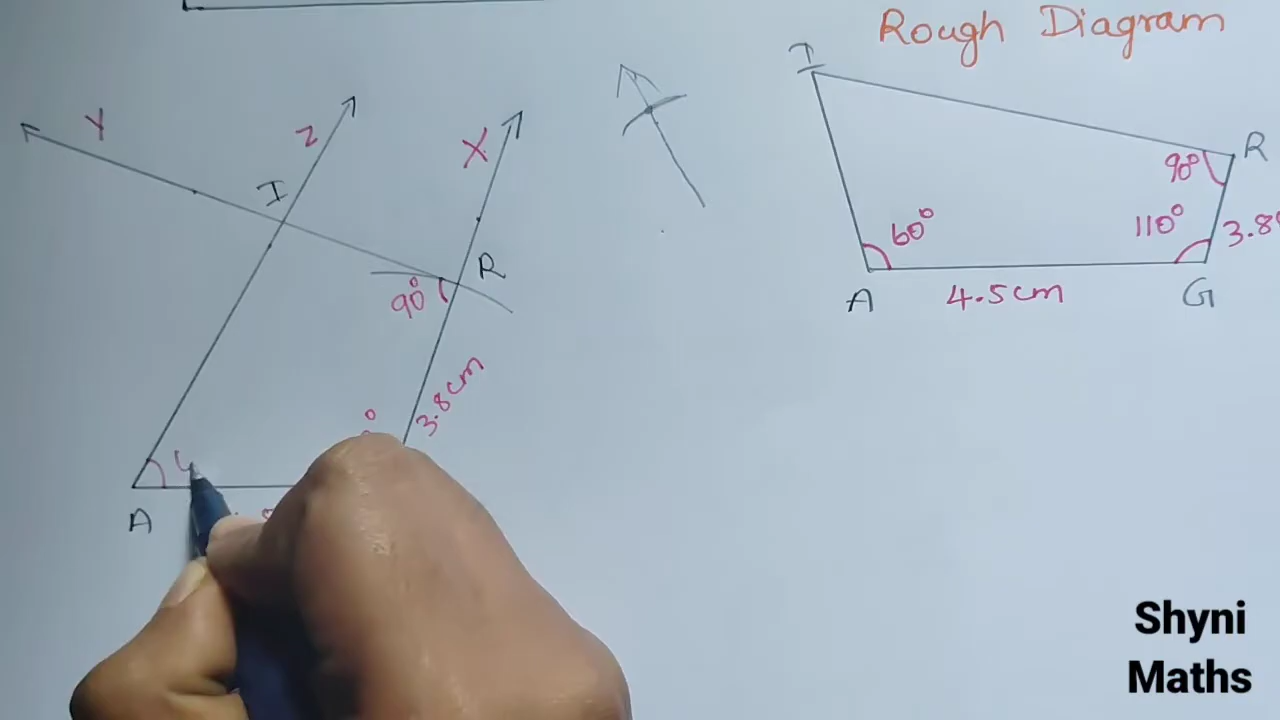 Rough Diagram
Y
Z
X
I
R
90°
3.8cm
A
I
R
90°
60°
110°
3.8
A
4.5cm
G
Shyni
Maths